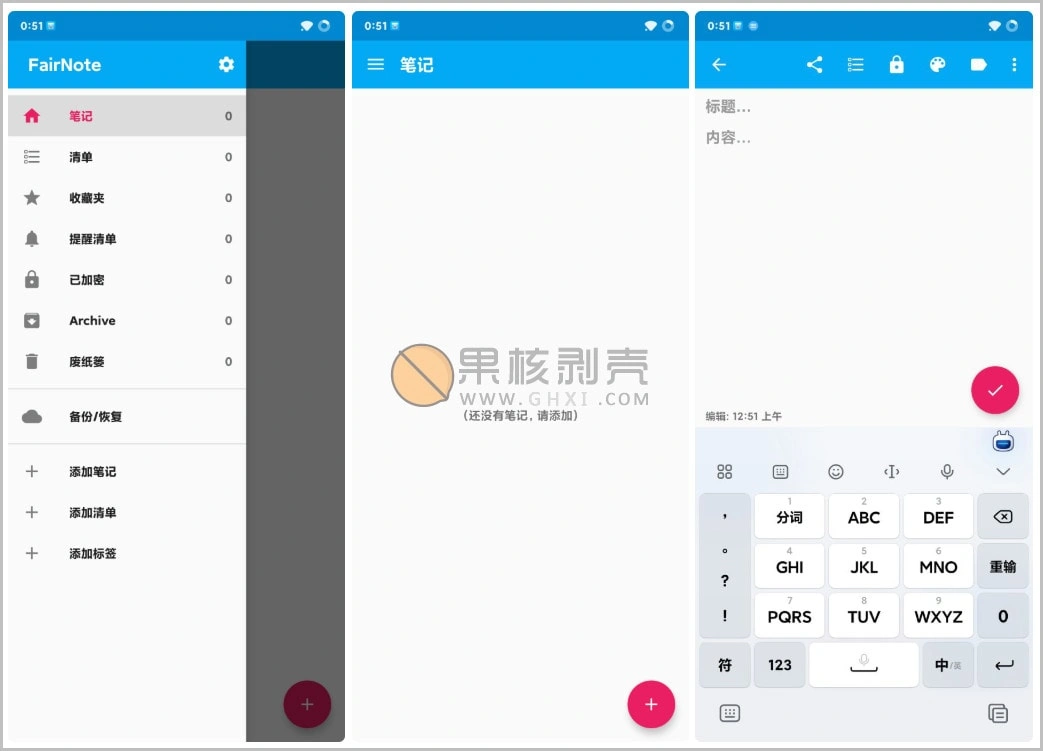 0:51
FairNote
笔记 0
清单 0
收藏夹 0
提醒清单 0
已加密 0
Archive 0
废纸篓 0
备份/恢复
添加笔记
添加清单
添加标签
0:51
笔记
果核剥壳
WWW.GHXI.COM
(还没有笔记, 请添加)
0:51
标题...
内容...
编辑: 12:51 上午
, 1 分词 2 ABC 3 DEF
。 4 GHI 5 JKL 6 MNO 重输
?
! 7 PQRS 8 TUV 9 WXYZ 0
符 123 中/英